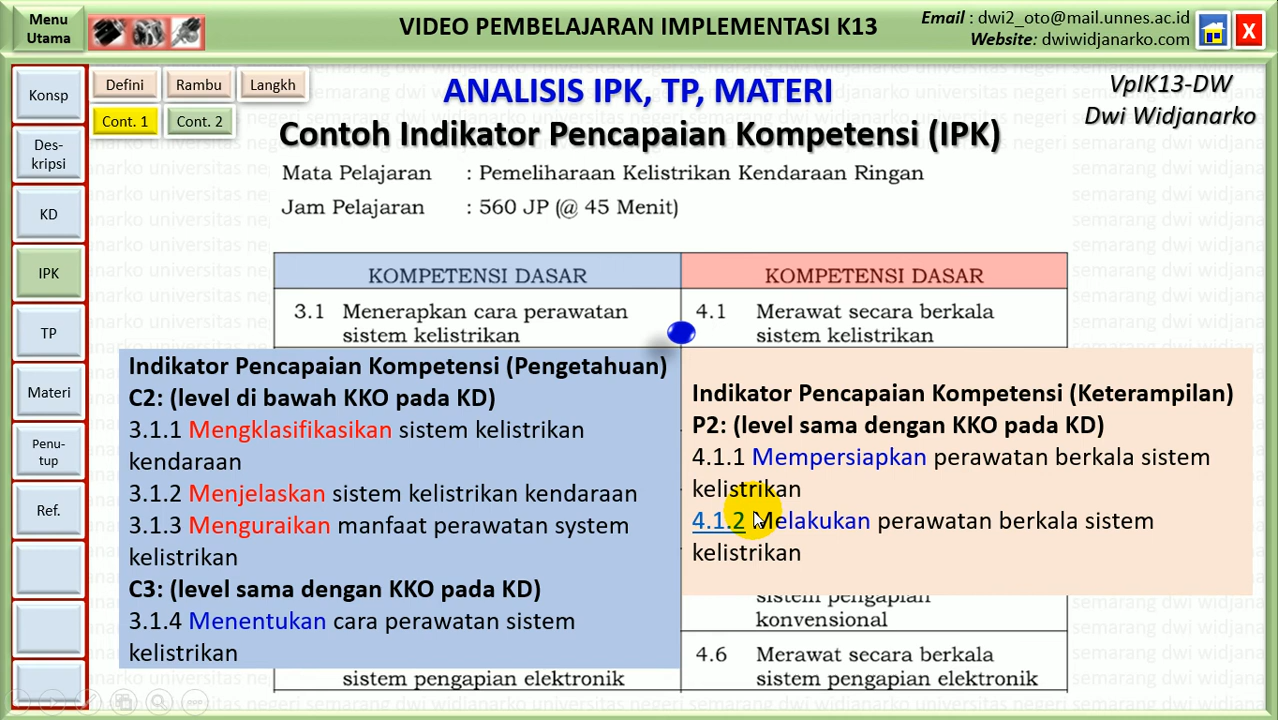 Menu
Utama
VIDEO PEMBELAJARAN IMPLEMENTASI K13
Email : dwi2_oto@mail.unnes.ac.id
Website: dwiwidjanarko.com
X
Konsp
Des-
kripsi
KD
IPK
TP
Materi
Penu-
tup
Ref.
Defini
Rambu
Langkh
Cont. 1
Cont. 2
ANALISIS IPK, TP, MATERI
VpIK13-DW
Dwi Widjanarko
Contoh Indikator Pencapaian Kompetensi (IPK)
Mata Pelajaran : Pemeliharaan Kelistrikan Kendaraan Ringan
Jam Pelajaran : 560 JP (@ 45 Menit)
KOMPETENSI DASAR
3.1 Menerapkan cara perawatan
sistem kelistrikan
KOMPETENSI DASAR
4.1 Merawat secara berkala
sistem kelistrikan
Indikator Pencapaian Kompetensi (Pengetahuan)
C2: (level di bawah KKO pada KD)
3.1.1 Mengklasifikasikan sistem kelistrikan
kendaraan
3.1.2 Menjelaskan sistem kelistrikan kendaraan
3.1.3 Menguraikan manfaat perawatan system
kelistrikan
C3: (level sama dengan KKO pada KD)
3.1.4 Menentukan cara perawatan sistem
kelistrikan
sistem pengapian elektronik
Indikator Pencapaian Kompetensi (Keterampilan)
P2: (level sama dengan KKO pada KD)
4.1.1 Mempersiapkan perawatan berkala sistem
kelistrikan
4.1.2 Melakukan perawatan berkala sistem
kelistrikan
sistem pengapian
konvensional
4.6 Merawat secara berkala
sistem pengapian elektronik